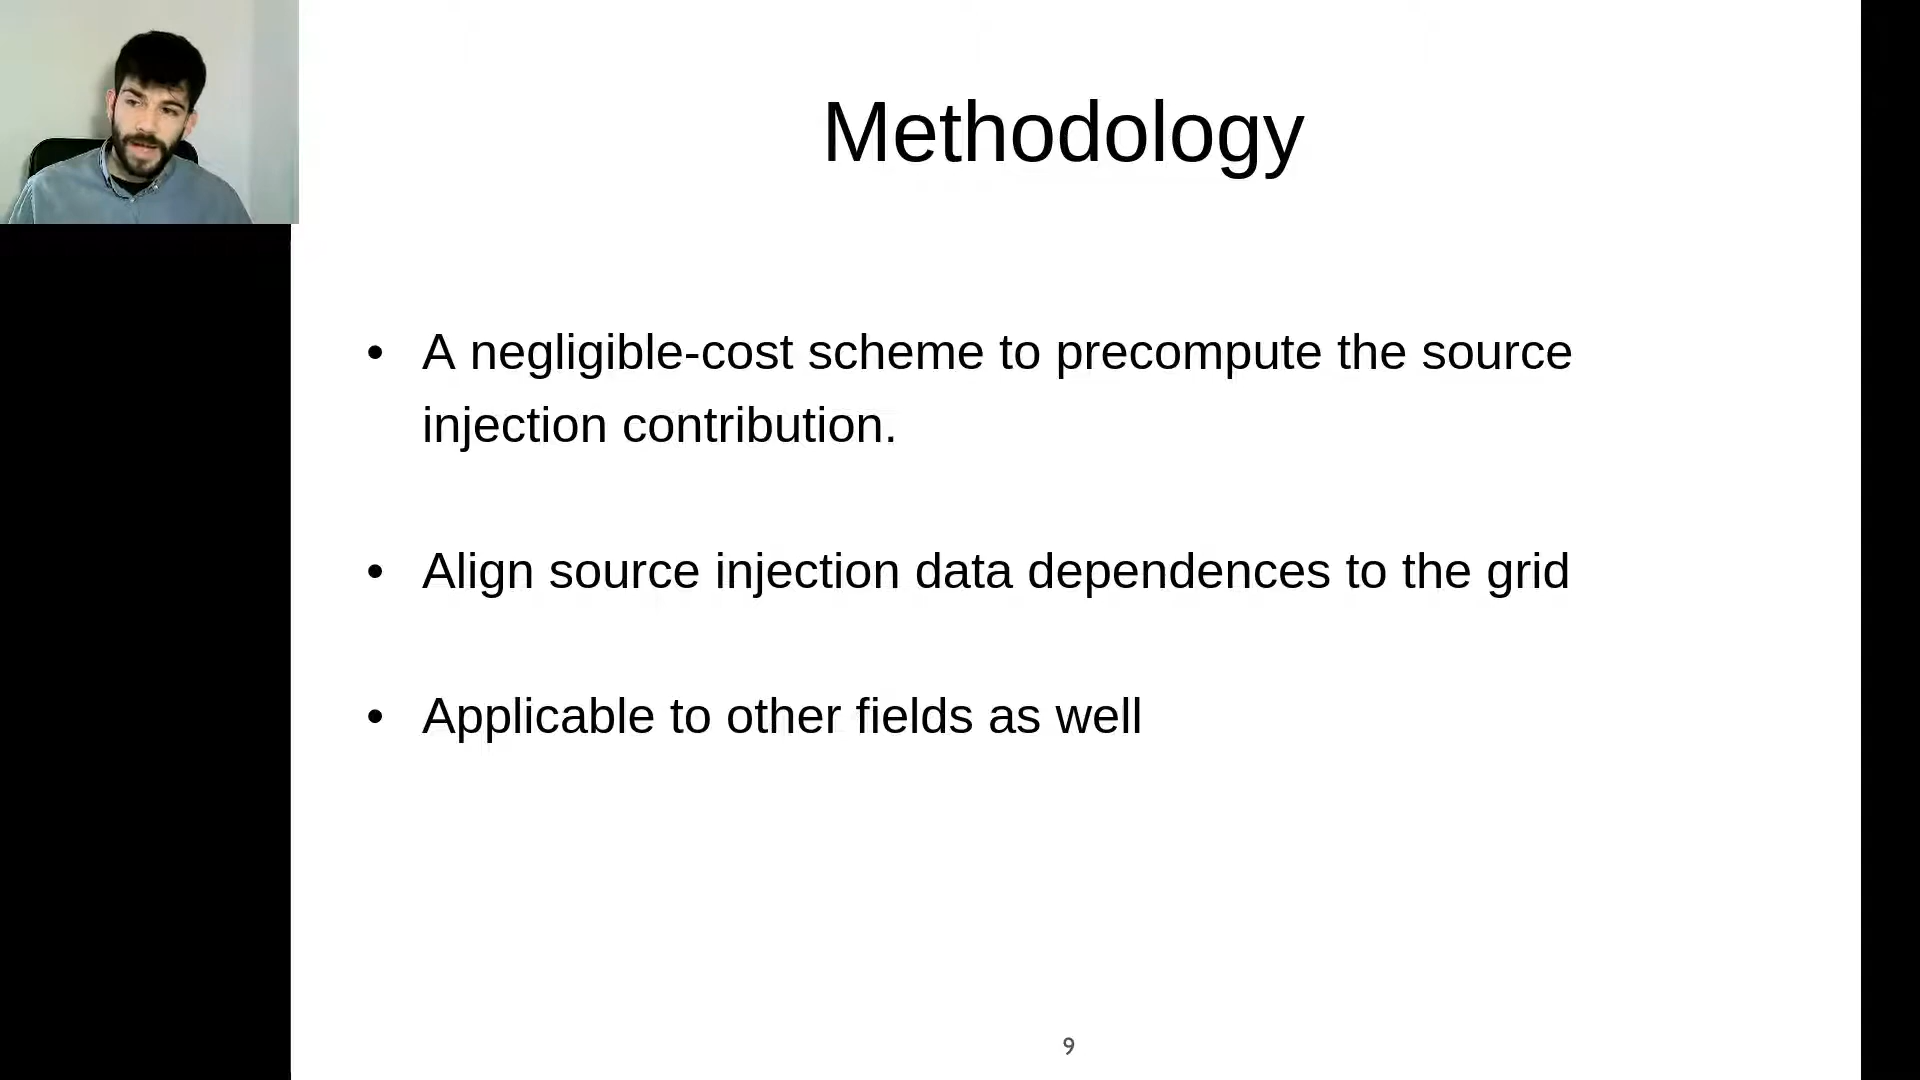 Methodology
• A negligible-cost scheme to precompute the source
injection contribution.
• Align source injection data dependences to the grid
• Applicable to other fields as well
9